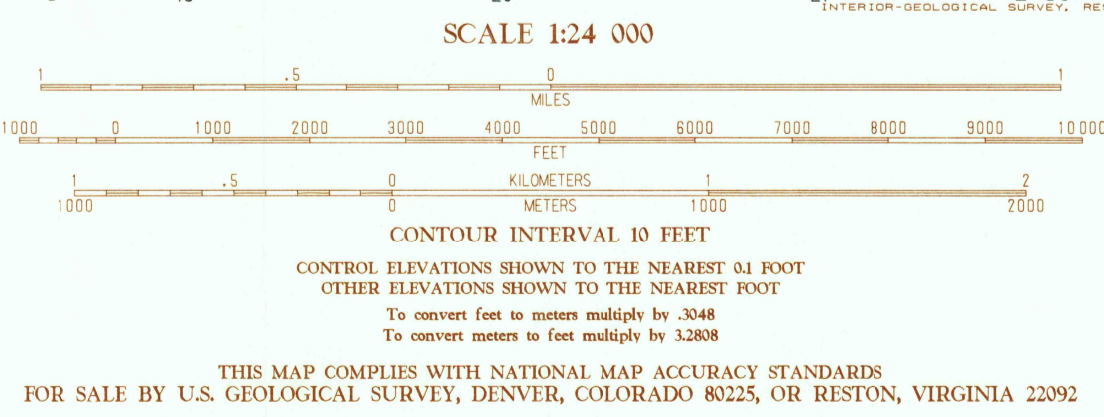 INTERIOR-GEOLOGICAL SURVEY, RES
SCALE 1:24 000
1 .5 0 1
MILES
1000 0 1000 2000 3000 4000 5000 6000 7000 8000 9000 10000
FEET
1 .5 0 KILOMETERS 1 2
1000 0 METERS 1000 2000
CONTOUR INTERVAL 10 FEET
CONTROL ELEVATIONS SHOWN TO THE NEAREST 0.1 FOOT
OTHER ELEVATIONS SHOWN TO THE NEAREST FOOT
To convert feet to meters multiply by .3048
To convert meters to feet multiply by 3.2808
THIS MAP COMPLIES WITH NATIONAL MAP ACCURACY STANDARDS
FOR SALE BY U.S. GEOLOGICAL SURVEY, DENVER, COLORADO 80225, OR RESTON, VIRGINIA 22092